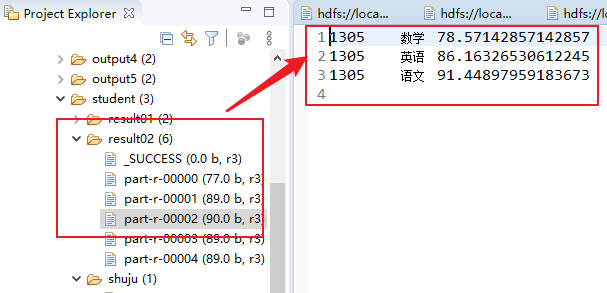 Project Explorer
output4 (2)
output5 (2)
student (3)
result01 (2)
result02 (6)
_SUCCESS (0.0 b, r3)
part-r-00000 (77.0 b, r3)
part-r-00001 (89.0 b, r3)
part-r-00002 (90.0 b, r3)
part-r-00003 (89.0 b, r3)
part-r-00004 (89.0 b, r3)
shuju (1)
hdfs://loca... hdfs://loca... hdfs://loc
1 1305 数学 78.57142857142857
2 1305 英语 86.16326530612245
3 1305 语文 91.44897959183673
4